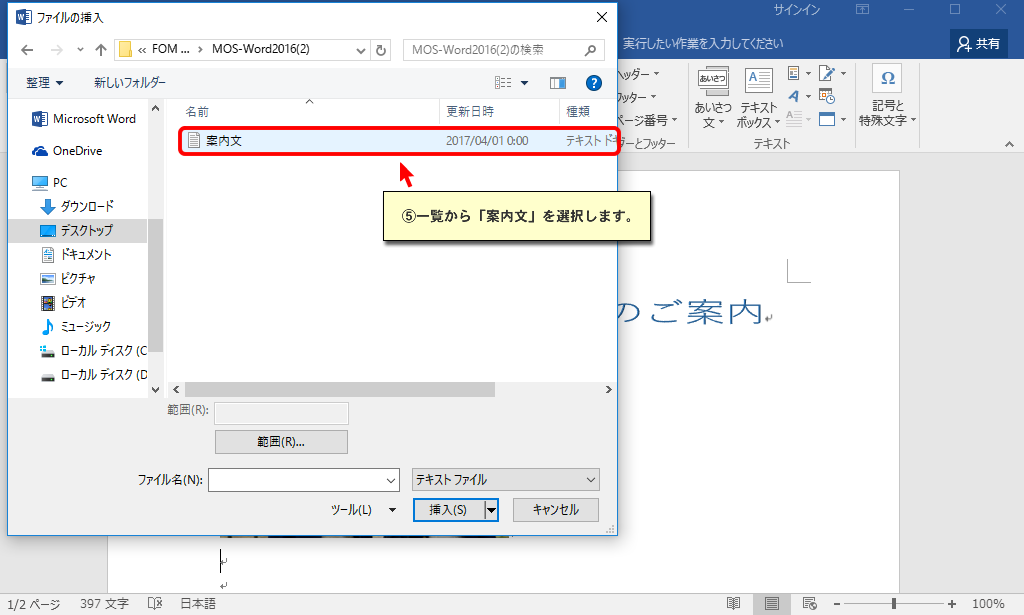 ファイルの挿入
サインイン
« FOM ... › MOS-Word2016(2)
MOS-Word2016(2)の検索
実行したい作業を入力してください
共有
整理
新しいフォルダー
ヘッダー
フッター
ページ番号
ヘッダーとフッター
あいさつ
あいさつ
文
テキスト
ボックス
テキスト
記号と
特殊文字
Microsoft Word
OneDrive
PC
ダウンロード
デスクトップ
ドキュメント
ピクチャ
ビデオ
ミュージック
ローカル ディスク (C
ローカル ディスク (D
名前
更新日時
種類
案内文
2017/04/01 0:00
テキスト ドキ
⑤一覧から「案内文」を選択します。
のご案内
範囲(R):
範囲(R)...
ファイル名(N):
テキスト ファイル
ツール(L)
挿入(S)
キャンセル
1/2 ページ
397 文字
日本語
100%